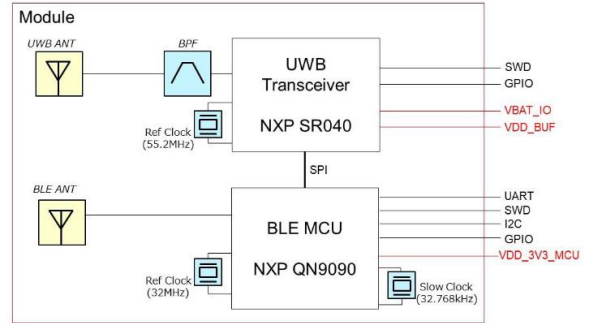 Module
UWB ANT
BPF
UWB
Transceiver
NXP SR040
SWD
GPIO
VBAT_IO
VDD_BUF
Ref Clock
(55.2MHz)
SPI
BLE ANT
BLE MCU
NXP QN9090
UART
SWD
I2C
GPIO
VDD_3V3_MCU
Ref Clock
(32MHz)
Slow Clock
(32.768kHz)